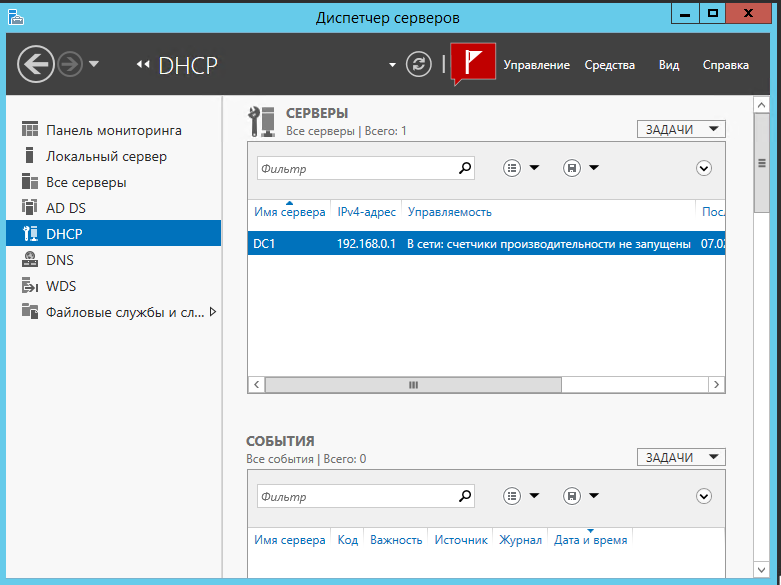 Диспетчер серверов
DHCP
Управление Средства Вид Справка
Панель мониторинга
Локальный сервер
Все серверы
AD DS
DHCP
DNS
WDS
Файловые службы и сл...
СЕРВЕРЫ
Все серверы | Всего: 1
ЗАДАЧИ
Фильтр
Имя сервера IPv4-адрес Управляемость Посл
DC1 192.168.0.1 В сети: счетчики производительности не запущены 07.02
СОБЫТИЯ
Все события | Всего: 0
ЗАДАЧИ
Фильтр
Имя сервера Код Важность Источник Журнал Дата и время